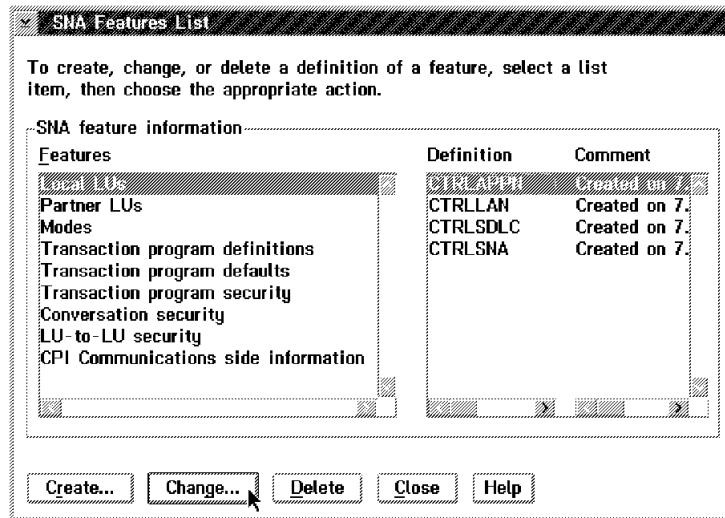 SNA Features List
To create, change, or delete a definition of a feature, select a list
item, then choose the appropriate action.
SNA feature information
Features Definition Comment
Local LUs CTRLAPPN Created on 7.
Partner LUs CTRLLAN Created on 7.
Modes CTRLSDLC Created on 7.
Transaction program definitions CTRLSNA Created on 7.
Transaction program defaults
Transaction program security
Conversation security
LU-to-LU security
CPI Communications side information
Create... Change... Delete Close Help